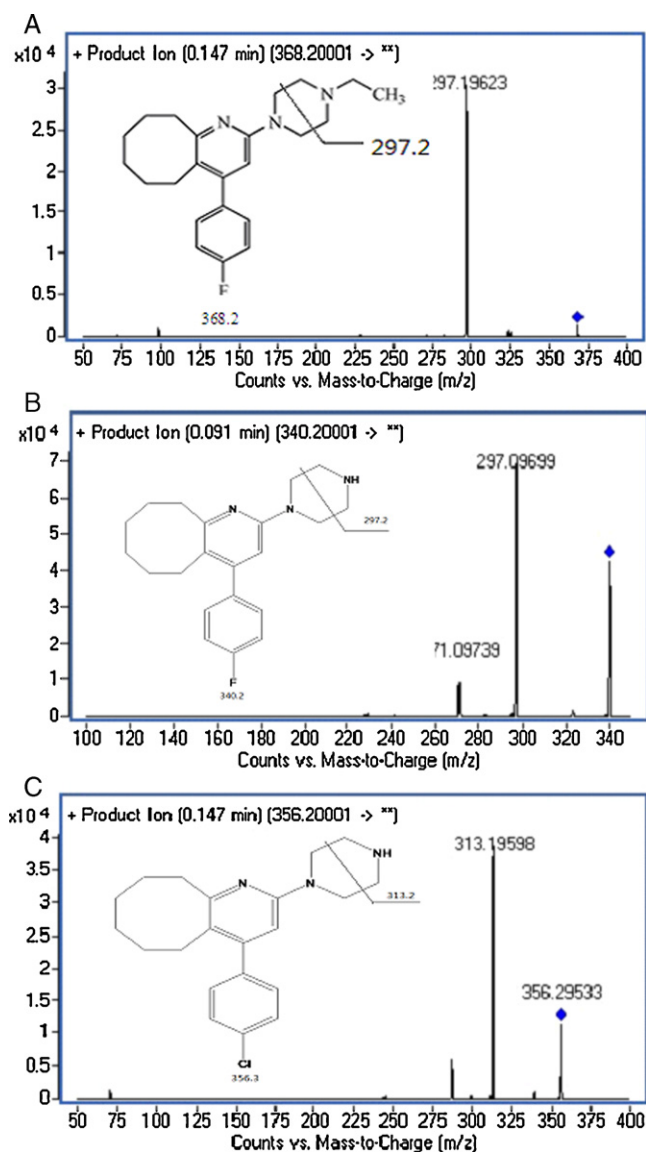 A
+ Product Ion (0.147 min) (368.20001 -> **)
x10 4
3
2.5
2
1.5
1
0.5
0
N
N
N
CH3
297.2
F
368.2
297.19623
50 75 100 125 150 175 200 225 250 275 300 325 350 375 400
Counts vs. Mass-to-Charge (m/z)
B
+ Product Ion (0.091 min) (340.20001 -> **)
x10 4
7
6
5
4
3
2
1
0
N
N
NH
297.2
F
340.2
297.09699
71.09739
100 120 140 160 180 200 220 240 260 280 300 320 340
Counts vs. Mass-to-Charge (m/z)
C
+ Product Ion (0.147 min) (356.20001 -> **)
x10 4
4
3.5
3
2.5
2
1.5
1
0.5
0
N
N
NH
313.2
Cl
356.3
313.19598
356.29533
50 75 100 125 150 175 200 225 250 275 300 325 350 375 400
Counts vs. Mass-to-Charge (m/z)